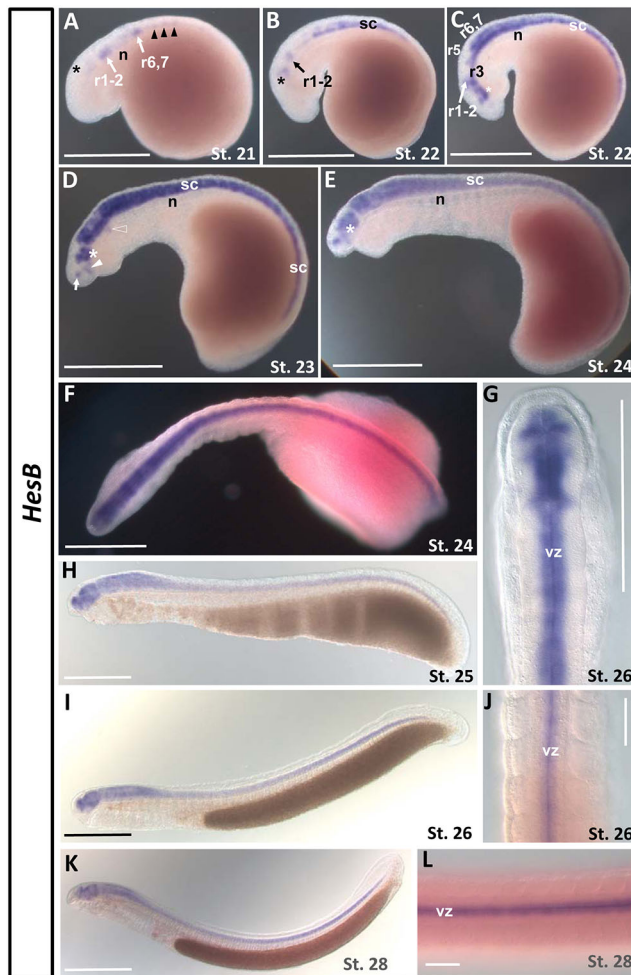 HesB
A
n
*
r1-2
r6,7
St. 21
B
sc
*
r1-2
St. 22
C
r6,7
n
sc
r5
r3
r1-2
*
St. 22
D
sc
n
*
sc
St. 23
E
sc
n
*
St. 24
F
St. 24
G
vz
St. 26
H
St. 25
I
St. 26
J
vz
St. 26
K
St. 28
L
vz
St. 28